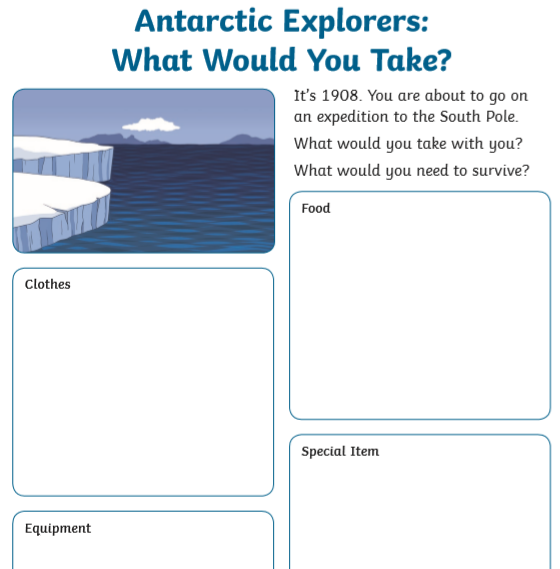 Antarctic Explorers:
What Would You Take?
It's 1908. You are about to go on
an expedition to the South Pole.
What would you take with you?
What would you need to survive?
Food
Clothes
Special Item
Equipment